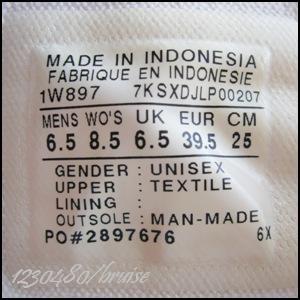 MADE IN INDONESIA
FABRIQUE EN INDONESIE
1W897 7KSXDJLP00207
MENS WO'S UK EUR CM
6.5 8.5 6.5 39.5 25
GENDER : UNISEX
UPPER : TEXTILE
LINING :
OUTSOLE : MAN-MADE
PO#2897676 6X
1230480/bruise